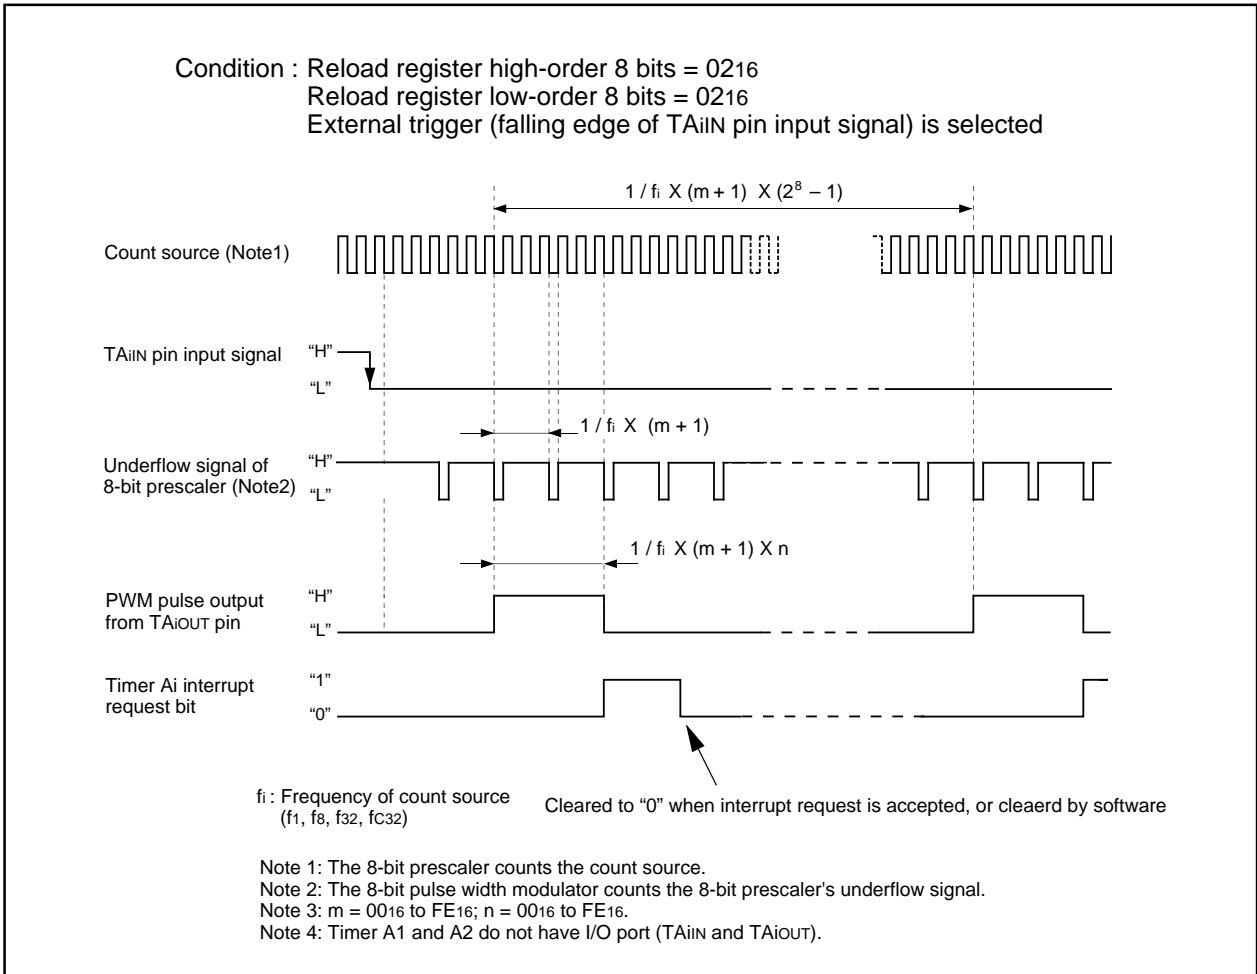 Condition : Reload register high-order 8 bits = 0216
Reload register low-order 8 bits = 0216
External trigger (falling edge of TAiIN pin input signal) is selected
1 / fi X (m + 1) X (2⁸ – 1)
Count source (Note1)
TAiIN pin input signal
“H”
“L”
1 / fi X (m + 1)
Underflow signal of
8-bit prescaler (Note2)
“H”
“L”
1 / fi X (m + 1) X n
PWM pulse output
from TAiOUT pin
“H”
“L”
Timer Ai interrupt
request bit
“1”
“0”
fi : Frequency of count source
(f1, f8, f32, fC32)
Cleared to “0” when interrupt request is accepted, or cleaerd by software
Note 1: The 8-bit prescaler counts the count source.
Note 2: The 8-bit pulse width modulator counts the 8-bit prescaler's underflow signal.
Note 3: m = 0016 to FE16; n = 0016 to FE16.
Note 4: Timer A1 and A2 do not have I/O port (TAiIN and TAiOUT).